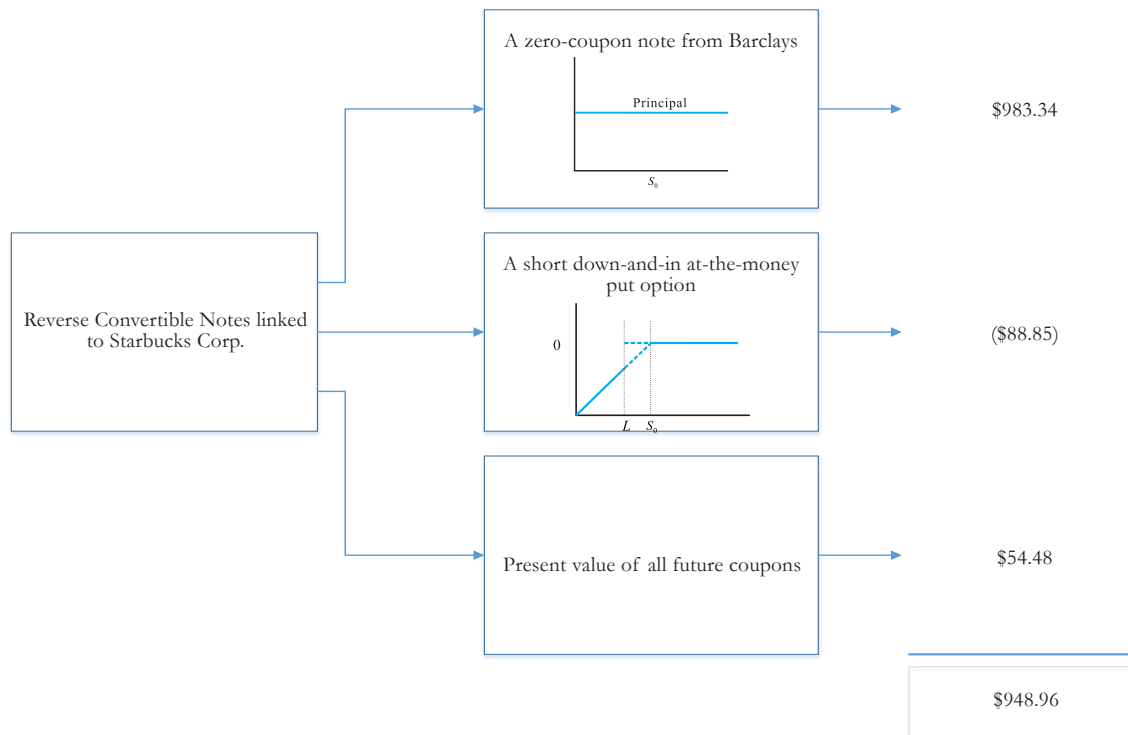 A zero-coupon note from Barclays
Principal
S₀
$983.34
Reverse Convertible Notes linked
to Starbucks Corp.
A short down-and-in at-the-money
put option
0
L S₀
($88.85)
Present value of all future coupons
$54.48
$948.96